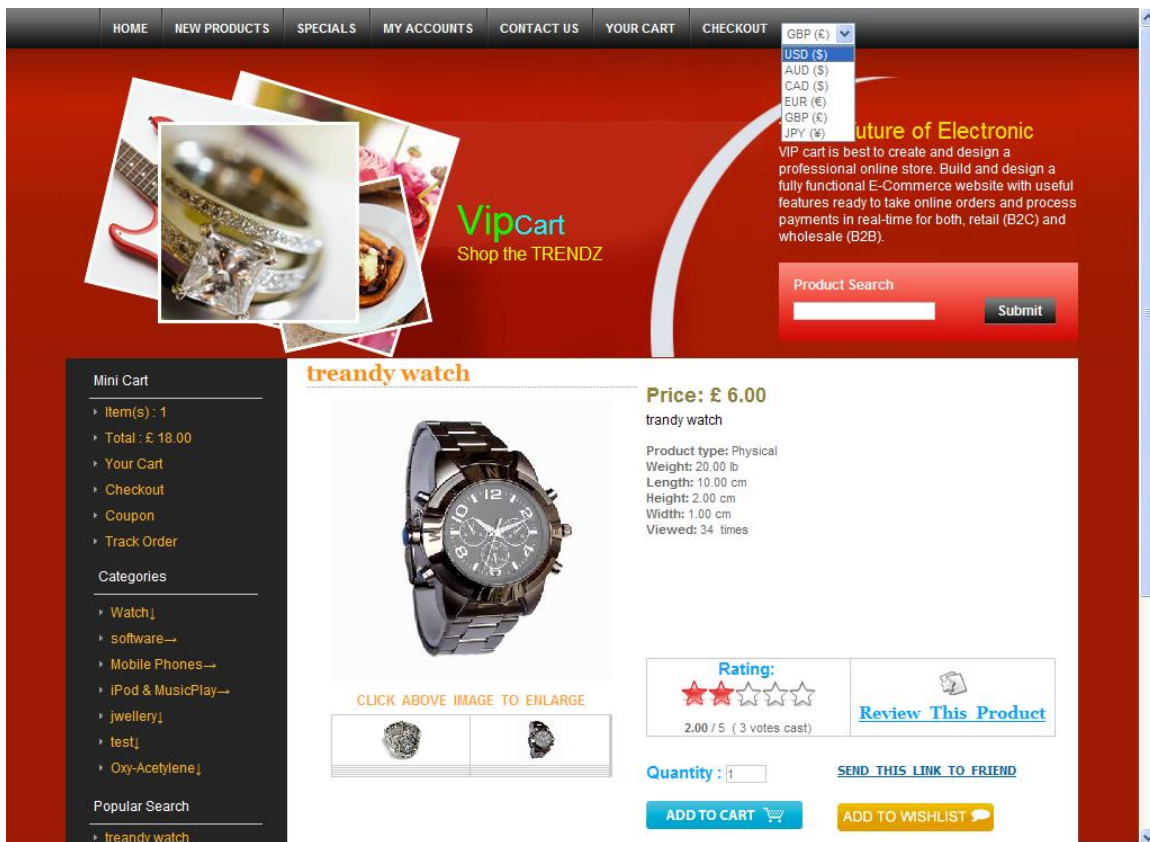 HOME NEW PRODUCTS SPECIALS MY ACCOUNTS CONTACT US YOUR CART CHECKOUT GBP (£)
USD ($)
AUD ($)
CAD ($)
EUR (€)
GBP (£)
JPY (¥)
uture of Electronic
VIP cart is best to create and design a
professional online store. Build and design a
fully functional E-Commerce website with useful
features ready to take online orders and process
payments in real-time for both, retail (B2C) and
wholesale (B2B).
VipCart
Shop the TRENDZ
Product Search
Submit
Mini Cart
Item(s) : 1
Total : £ 18.00
Your Cart
Checkout
Coupon
Track Order
Categories
Watch↓
software→
Mobile Phones→
iPod & MusicPlay→
jwellery↓
test↓
Oxy-Acetylene↓
Popular Search
treandy watch
treandy watch
CLICK ABOVE IMAGE TO ENLARGE
Price: £ 6.00
trandy watch
Product type: Physical
Weight: 20.00 lb
Length: 10.00 cm
Height: 2.00 cm
Width: 1.00 cm
Viewed: 34 times
Rating:
2.00 / 5 ( 3 votes cast)
Review This Product
Quantity : 1
SEND THIS LINK TO FRIEND
ADD TO CART
ADD TO WISHLIST